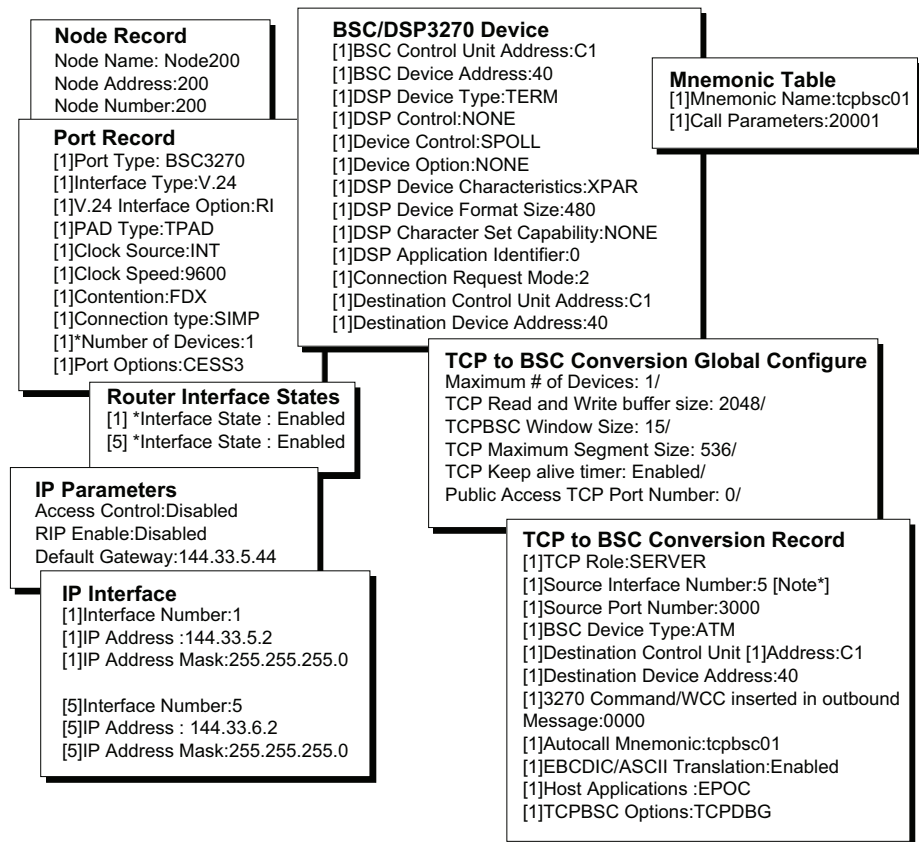 Node Record
Node Name: Node200
Node Address:200
Node Number:200
Port Record
[1]Port Type: BSC3270
[1]Interface Type:V.24
[1]V.24 Interface Option:RI
[1]PAD Type:TPAD
[1]Clock Source:INT
[1]Clock Speed:9600
[1]Contention:FDX
[1]Connection type:SIMP
[1]*Number of Devices:1
[1]Port Options:CESS3
BSC/DSP3270 Device
[1]BSC Control Unit Address:C1
[1]BSC Device Address:40
[1]DSP Device Type:TERM
[1]DSP Control:NONE
[1]Device Control:SPOLL
[1]Device Option:NONE
[1]DSP Device Characteristics:XPAR
[1]DSP Device Format Size:480
[1]DSP Character Set Capability:NONE
[1]DSP Application Identifier:0
[1]Connection Request Mode:2
[1]Destination Control Unit Address:C1
[1]Destination Device Address:40
Mnemonic Table
[1]Mnemonic Name:tcpbsc01
[1]Call Parameters:20001
Router Interface States
[1] *Interface State : Enabled
[5] *Interface State : Enabled
IP Parameters
Access Control:Disabled
RIP Enable:Disabled
Default Gateway:144.33.5.44
IP Interface
[1]Interface Number:1
[1]IP Address :144.33.5.2
[1]IP Address Mask:255.255.255.0
[5]Interface Number:5
[5]IP Address : 144.33.6.2
[5]IP Address Mask:255.255.255.0
TCP to BSC Conversion Global Configure
Maximum # of Devices: 1/
TCP Read and Write buffer size: 2048/
TCPBSC Window Size: 15/
TCP Maximum Segment Size: 536/
TCP Keep alive timer: Enabled/
Public Access TCP Port Number: 0/
TCP to BSC Conversion Record
[1]TCP Role:SERVER
[1]Source Interface Number:5 [Note*]
[1]Source Port Number:3000
[1]BSC Device Type:ATM
[1]Destination Control Unit [1]Address:C1
[1]Destination Device Address:40
[1]3270 Command/WCC inserted in outbound
Message:0000
[1]Autocall Mnemonic:tcpbsc01
[1]EBCDIC/ASCII Translation:Enabled
[1]Host Applications :EPOC
[1]TCPBSC Options:TCPDBG